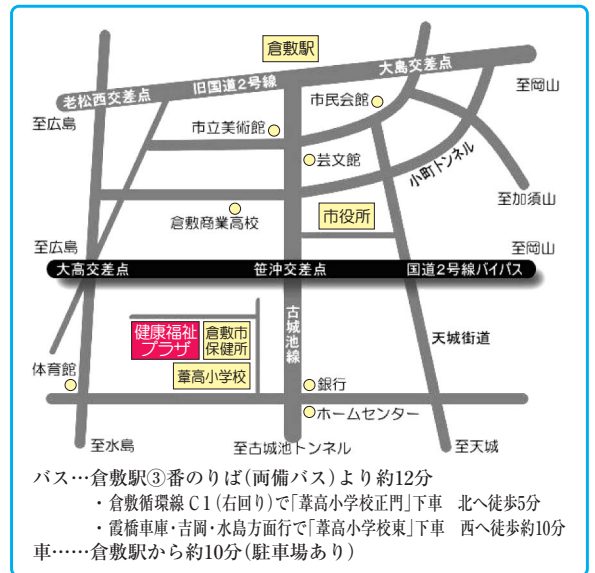 倉敷駅
大島交差点
旧国道2号線
老松西交差点
至岡山
市民会館
至広島
市立美術館
芸文館
小町トンネル
至加須山
倉敷商業高校
市役所
至広島
至岡山
大高交差点
笹沖交差点
国道2号線バイパス
古城池線
健康福祉
プラザ
倉敷市
保健所
天城街道
体育館
葦高小学校
銀行
ホームセンター
至水島
至古城池トンネル
至天城
バス…倉敷駅③番のりば(両備バス)より約12分
・倉敷循環線 C 1(右回り)で「葦高小学校正門」下車　北へ徒歩5分
・霞橋車庫・吉岡・水島方面行で「葦高小学校東」下車　西へ徒歩約10分
車……倉敷駅から約10分(駐車場あり)